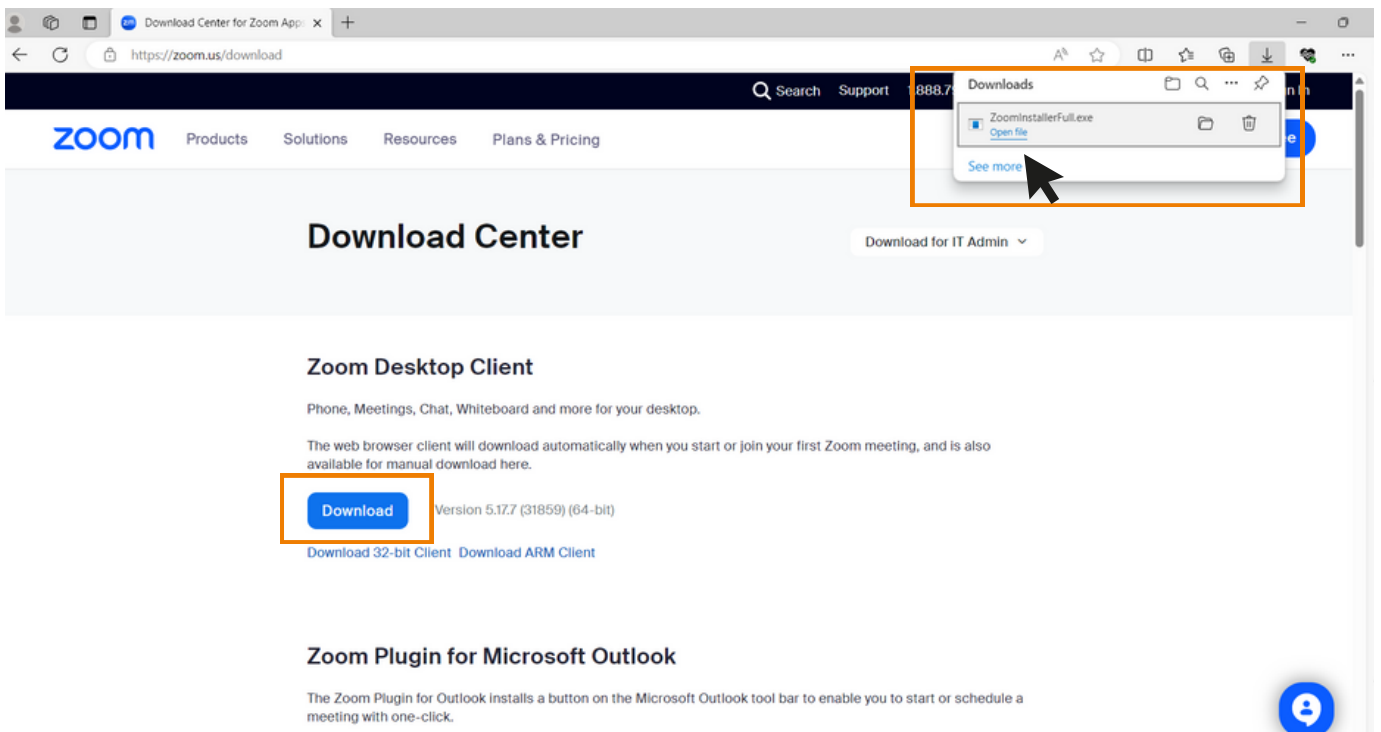 Download Center for Zoom App
https://zoom.us/download
Search Support 1.888.79
Downloads
ZoomInstallerFull.exe
Open file
See more
zoom Products Solutions Resources Plans & Pricing
Download Center
Download for IT Admin
Zoom Desktop Client
Phone, Meetings, Chat, Whiteboard and more for your desktop.
The web browser client will download automatically when you start or join your first Zoom meeting, and is also
available for manual download here.
Download Version 5.17.7 (31859) (64-bit)
Download 32-bit Client Download ARM Client
Zoom Plugin for Microsoft Outlook
The Zoom Plugin for Outlook installs a button on the Microsoft Outlook tool bar to enable you to start or schedule a
meeting with one-click.